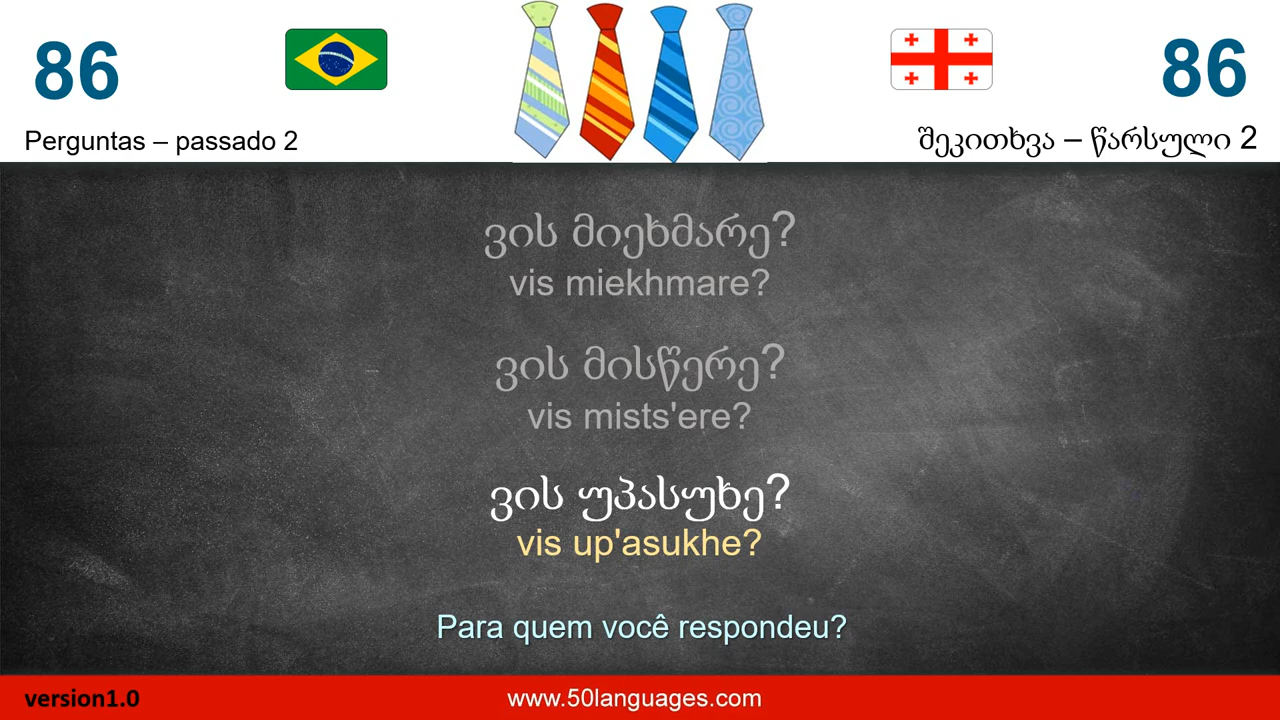 86
86
Perguntas – passado 2
შეკითხვა – წარსული 2
ვის მიეხმარე?
vis miekhmare?
ვის მისწერე?
vis mists'ere?
ვის უპასუხე?
vis up'asukhe?
Para quem você respondeu?
version1.0
www.50languages.com